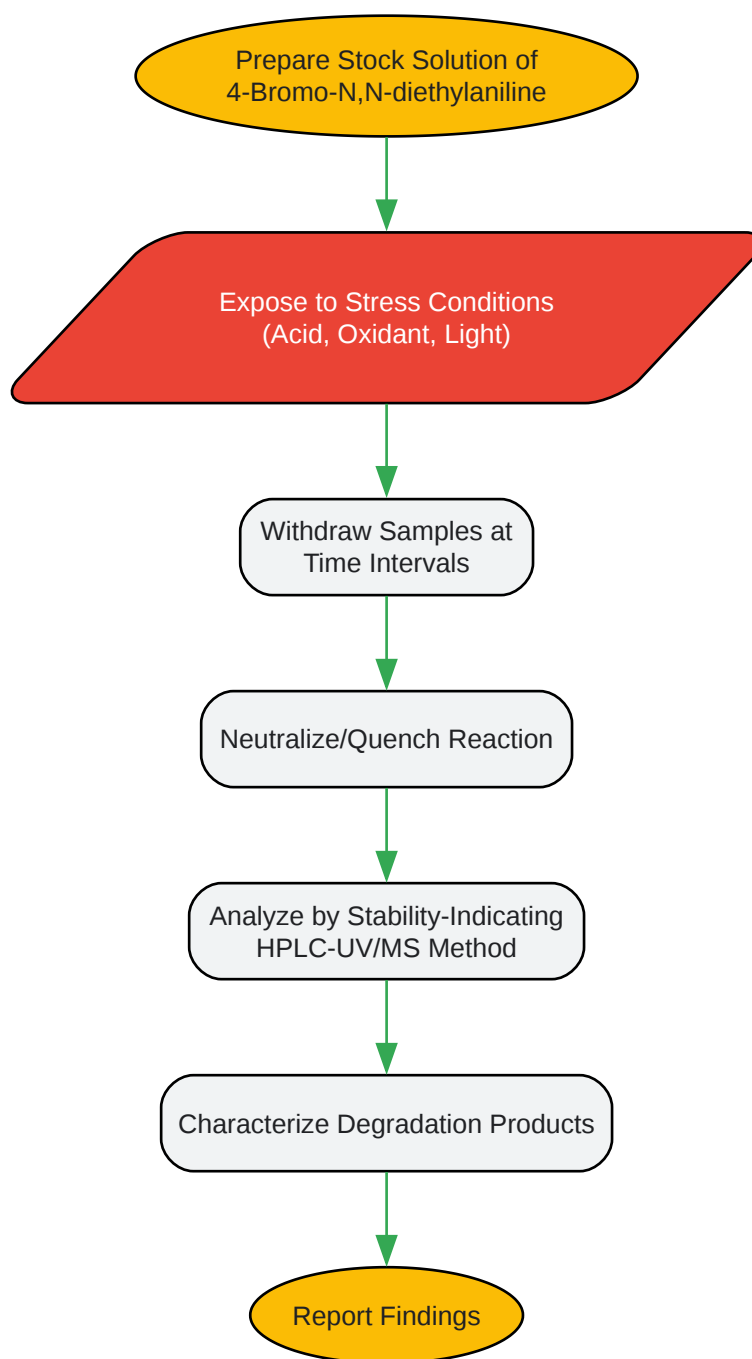 Prepare Stock Solution of
4-Bromo-N,N-diethylaniline
Expose to Stress Conditions
(Acid, Oxidant, Light)
Withdraw Samples at
Time Intervals
Neutralize/Quench Reaction
Analyze by Stability-Indicating
HPLC-UV/MS Method
Characterize Degradation Products
Report Findings